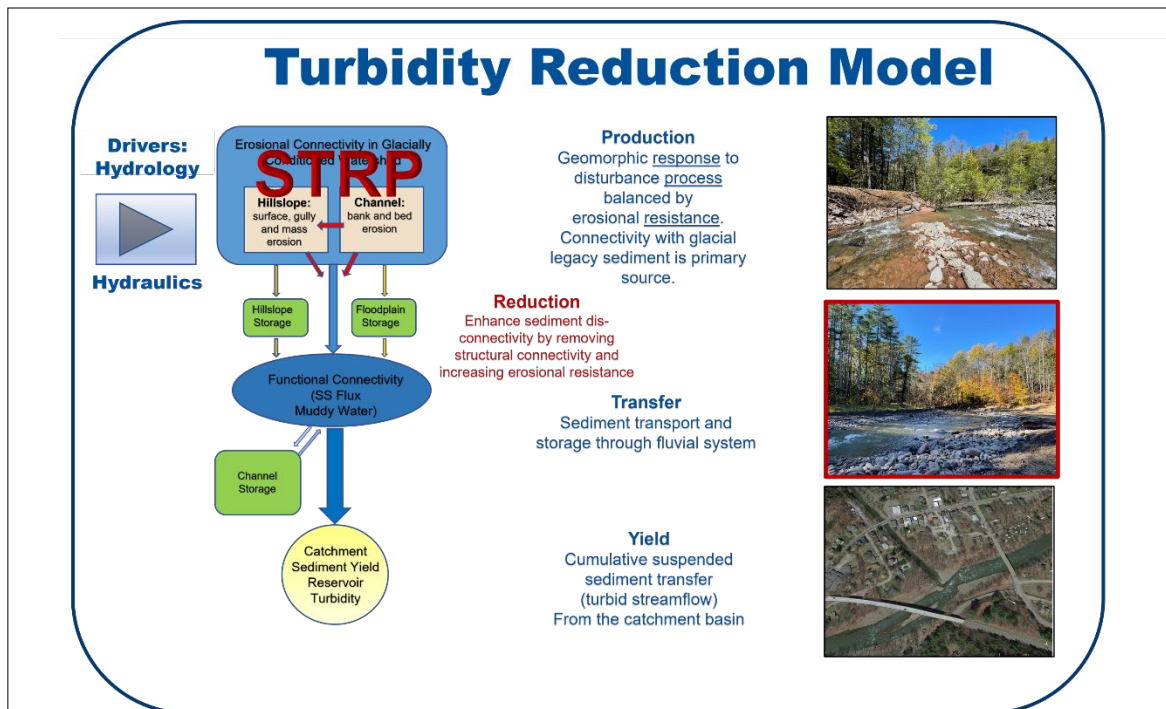 Turbidity Reduction Model
Drivers:
Hydrology
Hydraulics
Erosional Connectivity in Glacially
Conditioned Watershed
STRP
Hillslope:
surface, gully
and mass
erosion
Channel:
bank and bed
erosion
Hillslope
Storage
Floodplain
Storage
Functional Connectivity
(SS Flux
Muddy Water)
Channel
Storage
Catchment
Sediment Yield
Reservoir
Turbidity
Production
Geomorphic response to
disturbance process
balanced by
erosional resistance.
Connectivity with glacial
legacy sediment is primary
source.
Reduction
Enhance sediment dis-
connectivity by removing
structural connectivity and
increasing erosional resistance
Transfer
Sediment transport and
storage through fluvial system
Yield
Cumulative suspended
sediment transfer
(turbid streamflow)
From the catchment basin